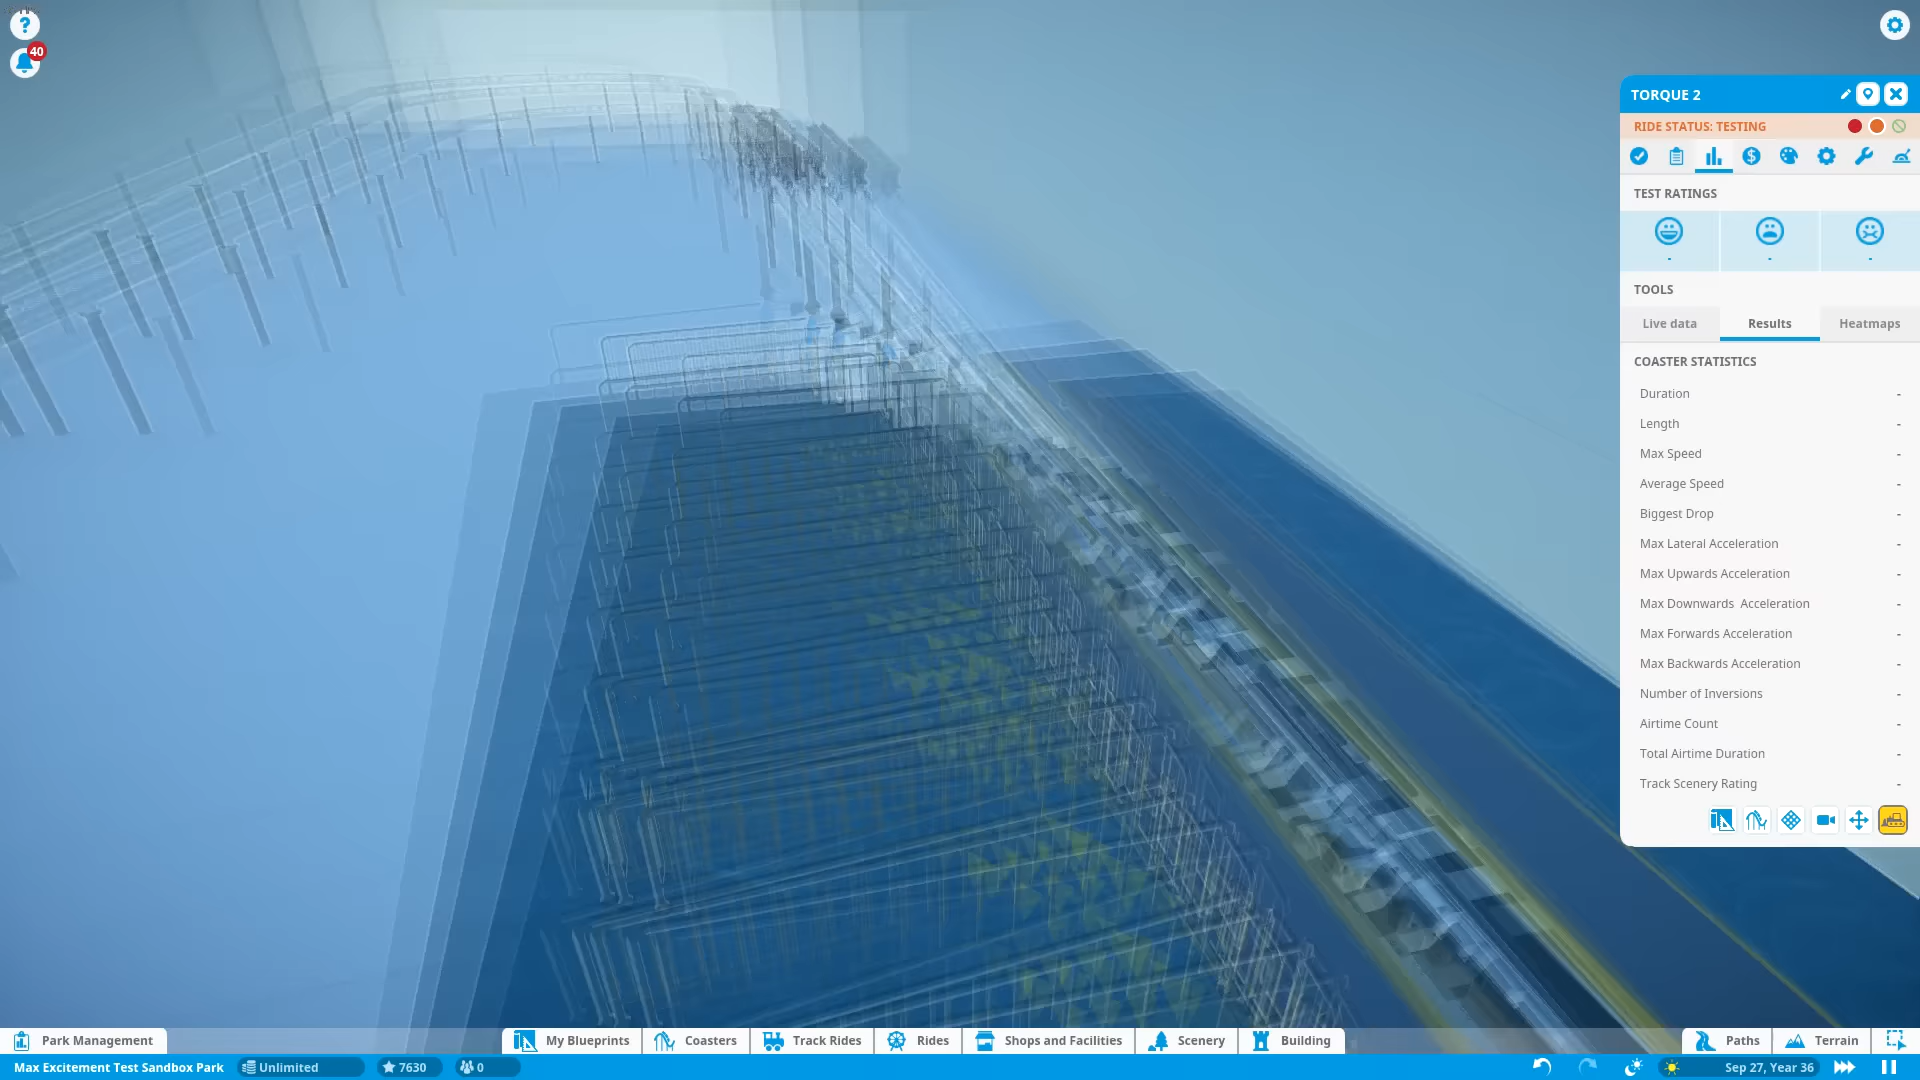 ?
40
TORQUE 2
RIDE STATUS: TESTING
TEST RATINGS
- - -
TOOLS
Live data Results Heatmaps
COASTER STATISTICS
Duration -
Length -
Max Speed -
Average Speed -
Biggest Drop -
Max Lateral Acceleration -
Max Upwards Acceleration -
Max Downwards  Acceleration -
Max Forwards Acceleration -
Max Backwards Acceleration -
Number of Inversions -
Airtime Count -
Total Airtime Duration -
Track Scenery Rating -
Park Management My Blueprints Coasters Track Rides Rides Shops and Facilities Scenery Building Paths Terrain
Max Excitement Test Sandbox Park Unlimited 7630 0 Sep 27, Year 36